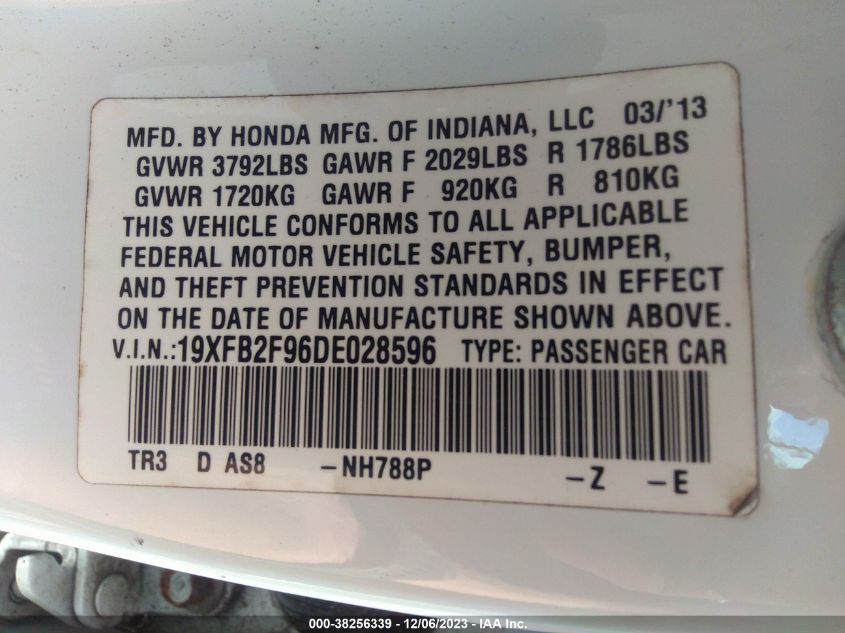 MFD. BY HONDA MFG. OF INDIANA, LLC 03/'13
GVWR 3792LBS GAWR F 2029LBS R 1786LBS
GVWR 1720KG GAWR F 920KG R 810KG
THIS VEHICLE CONFORMS TO ALL APPLICABLE
FEDERAL MOTOR VEHICLE SAFETY, BUMPER,
AND THEFT PREVENTION STANDARDS IN EFFECT
ON THE DATE OF MANUFACTURE SHOWN ABOVE.
V.I.N.:19XFB2F96DE028596 TYPE: PASSENGER CAR
TR3 D AS8 -NH788P -Z -E
000-38256339 - 12/06/2023 - IAA Inc.